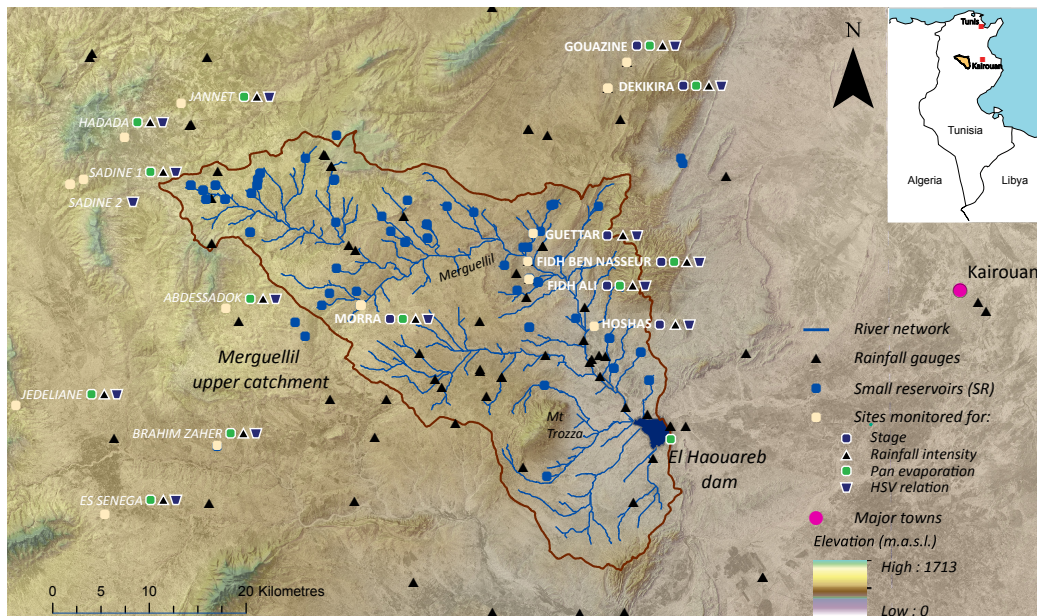 GOUAZINE
N
Tunis
Kairouan
Tunisia
Algeria
Libya
DEKIKIRA
JANNET
HADADA
SADINE 1
SADINE 2
GUETTAR
FIDH BEN NASSEUR
Merguellil
FIDH ALI
Kairouan
ABDESSADOK
MORRA
HOSHAS
Merguellil
upper catchment
JEDELIANE
BRAHIM ZAHER
Mt
Trozza
El Haouareb
dam
ES SENEGA
River network
Rainfall gauges
Small reservoirs (SR)
Sites monitored for:
Stage
Rainfall intensity
Pan evaporation
HSV relation
Major towns
Elevation (m.a.s.l.)
High : 1713
Low : 0
0 5 10 20 Kilometres